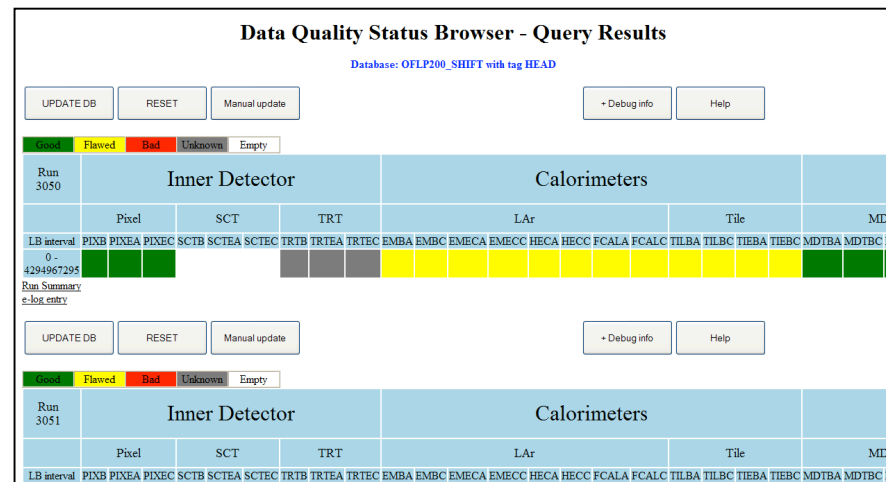 Data Quality Status Browser - Query Results
Database: OFLP200_SHIFT with tag HEAD
UPDATE DB RESET Manual update + Debug info Help
Good Flawed Bad Unknown Empty
Run 3050 Inner Detector Calorimeters
Pixel SCT TRT LAr Tile MD
LB interval PIXB PIXEA PIXEC SCTB SCTEA SCTEC TRTB TRTEA TRTEC EMBA EMBC EMECA EMECC HECA HECC FCALA FCALC TILBA TILBC TIEBA TIEBC MDTBA MDTBC
0 -
4294967295
Run Summary
e-log entry
UPDATE DB RESET Manual update + Debug info Help
Good Flawed Bad Unknown Empty
Run 3051 Inner Detector Calorimeters
Pixel SCT TRT LAr Tile MD
LB interval PIXB PIXEA PIXEC SCTB SCTEA SCTEC TRTB TRTEA TRTEC EMBA EMBC EMECA EMECC HECA HECC FCALA FCALC TILBA TILBC TIEBA TIEBC MDTBA MDTBC